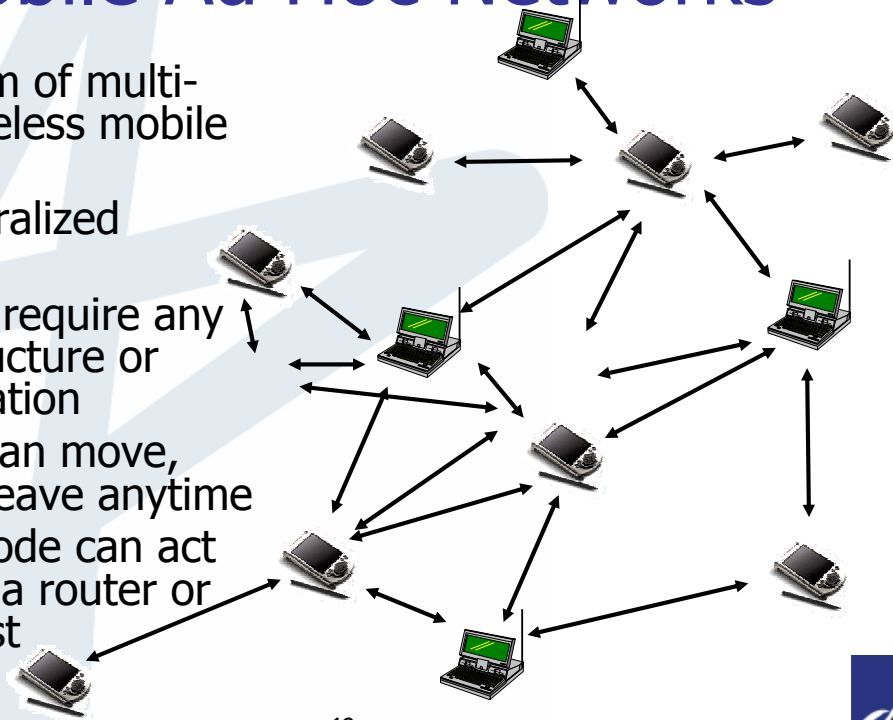 bile Ad Hoc Networks
m of multi-
eless mobile
ralized
require any
ucture or
ation
an move,
eave anytime
ode can act
a router or
st